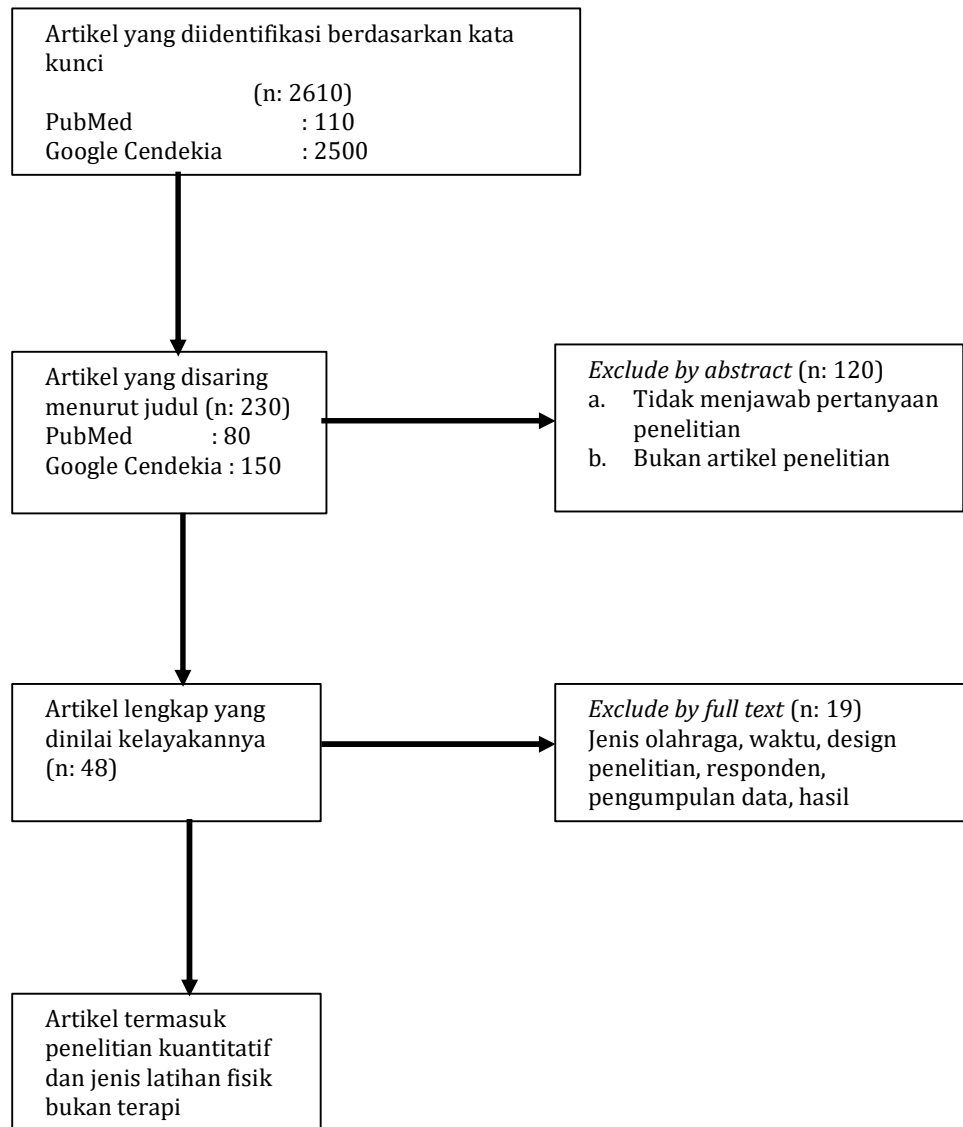 Artikel yang diidentifikasi berdasarkan kata
kunci
(n: 2610)
PubMed : 110
Google Cendekia : 2500
Artikel yang disaring
menurut judul (n: 230)
PubMed : 80
Google Cendekia : 150
Exclude by abstract (n: 120)
a. Tidak menjawab pertanyaan
penelitian
b. Bukan artikel penelitian
Artikel lengkap yang
dinilai kelayakannya
(n: 48)
Exclude by full text (n: 19)
Jenis olahraga, waktu, design
penelitian, responden,
pengumpulan data, hasil
Artikel termasuk
penelitian kuantitatif
dan jenis latihan fisik
bukan terapi